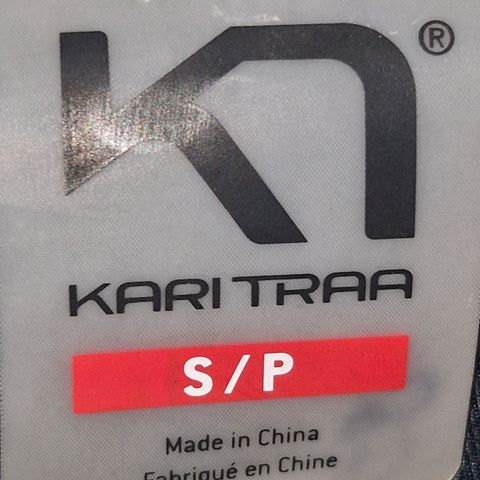 ®
KARI TRAA
S/P
Made in China
Fabriqué en Chine